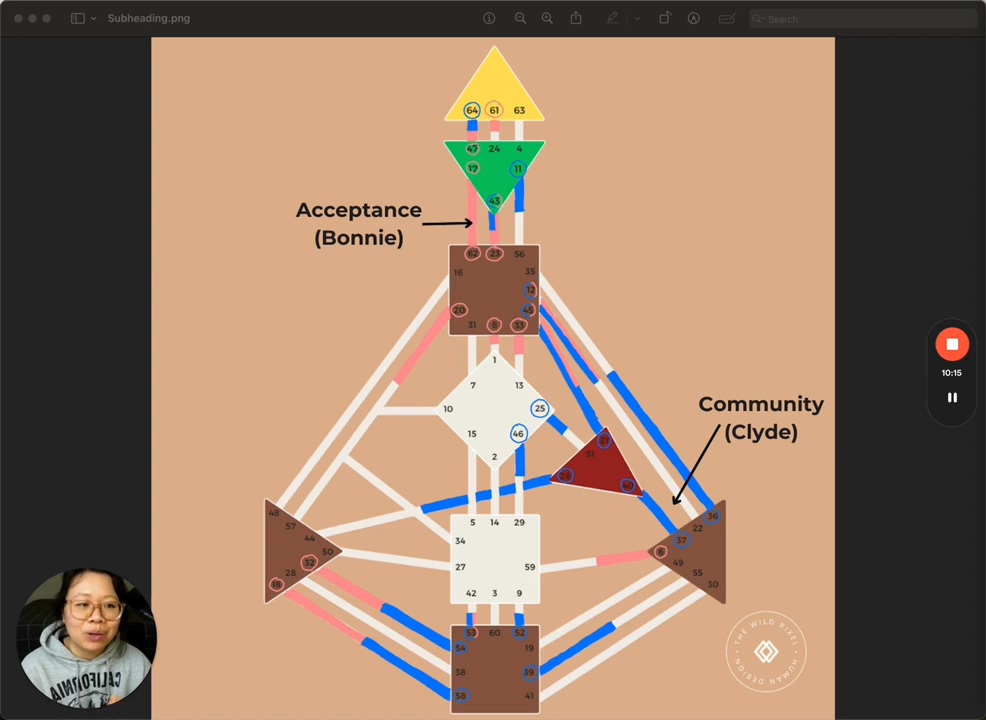 Subheading.png
Search
64 61 63
47 24 4
17 11
43
Acceptance
(Bonnie)
62 23 56
16 35
12
20 45
31 8 33
1
7 13
10 25
15 46
2
21
51
26 40
Community
(Clyde)
10:15
48
57
44
50
32
28
18
5 14 29
34
27 59
42 3 9
36
22
37
6
49
55
30
53 60 52
54 19
38 39
58 41
THE WILD PIXEL
HUMAN DESIGN
CALIFORNIA